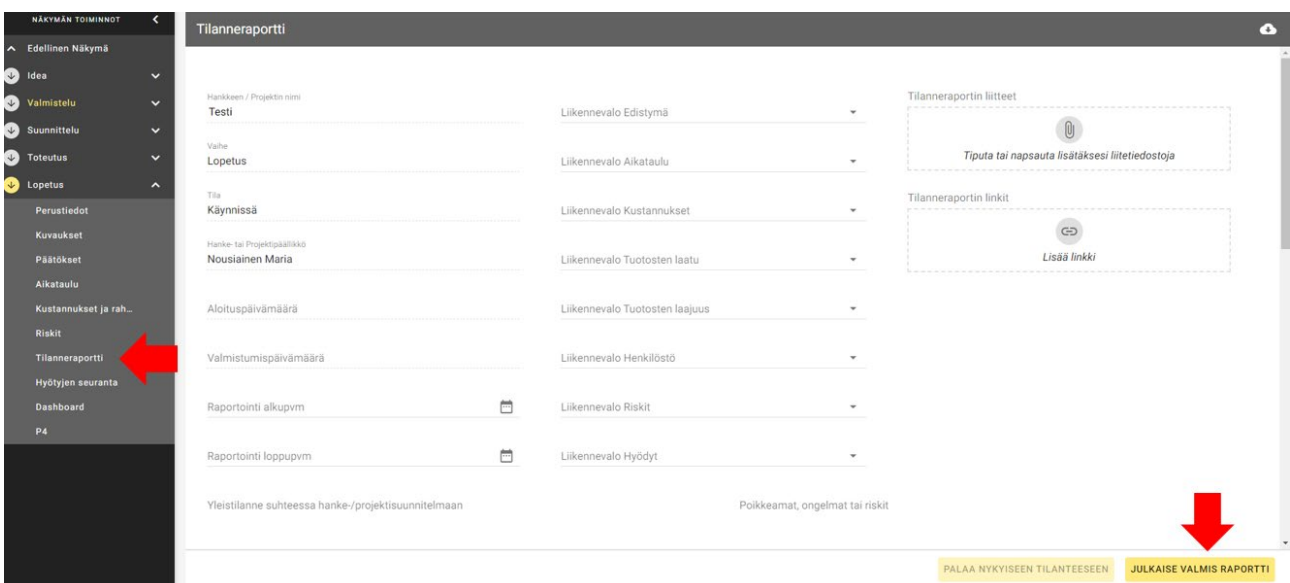 NÄKYMÄN TOIMINNOT
Edellinen Näkymä
Idea
Valmistelu
Suunnittelu
Toteutus
Lopetus
Perustiedot
Kuvaukset
Päätökset
Aikataulu
Kustannukset ja rah...
Riskit
Tilanneraportti
Hyötyjen seuranta
Dashboard
P4
Tilanneraportti
Hankkeen / Projektin nimi
Testi
Vaihe
Lopetus
Tila
Käynnissä
Hanke- tai Projektipäällikkö
Nousiainen Maria
Aloituspäivämäärä
Valmistumispäivämäärä
Raportointi alkupvm
Raportointi loppupvm
Liikennevalo Edistymä
Liikennevalo Aikataulu
Liikennevalo Kustannukset
Liikennevalo Tuotosten laatu
Liikennevalo Tuotosten laajuus
Liikennevalo Henkilöstö
Liikennevalo Riskit
Liikennevalo Hyödyt
Tilanneraportin liitteet
Tiputa tai napsauta lisätäksesi liitetiedostoja
Tilanneraportin linkit
Lisää linkki
Yleistilanne suhteessa hanke-/projektisuunnitelmaan
Poikkeamat, ongelmat tai riskit
PALAA NYKYISEEN TILANTEESEEN
JULKAISE VALMIS RAPORTTI